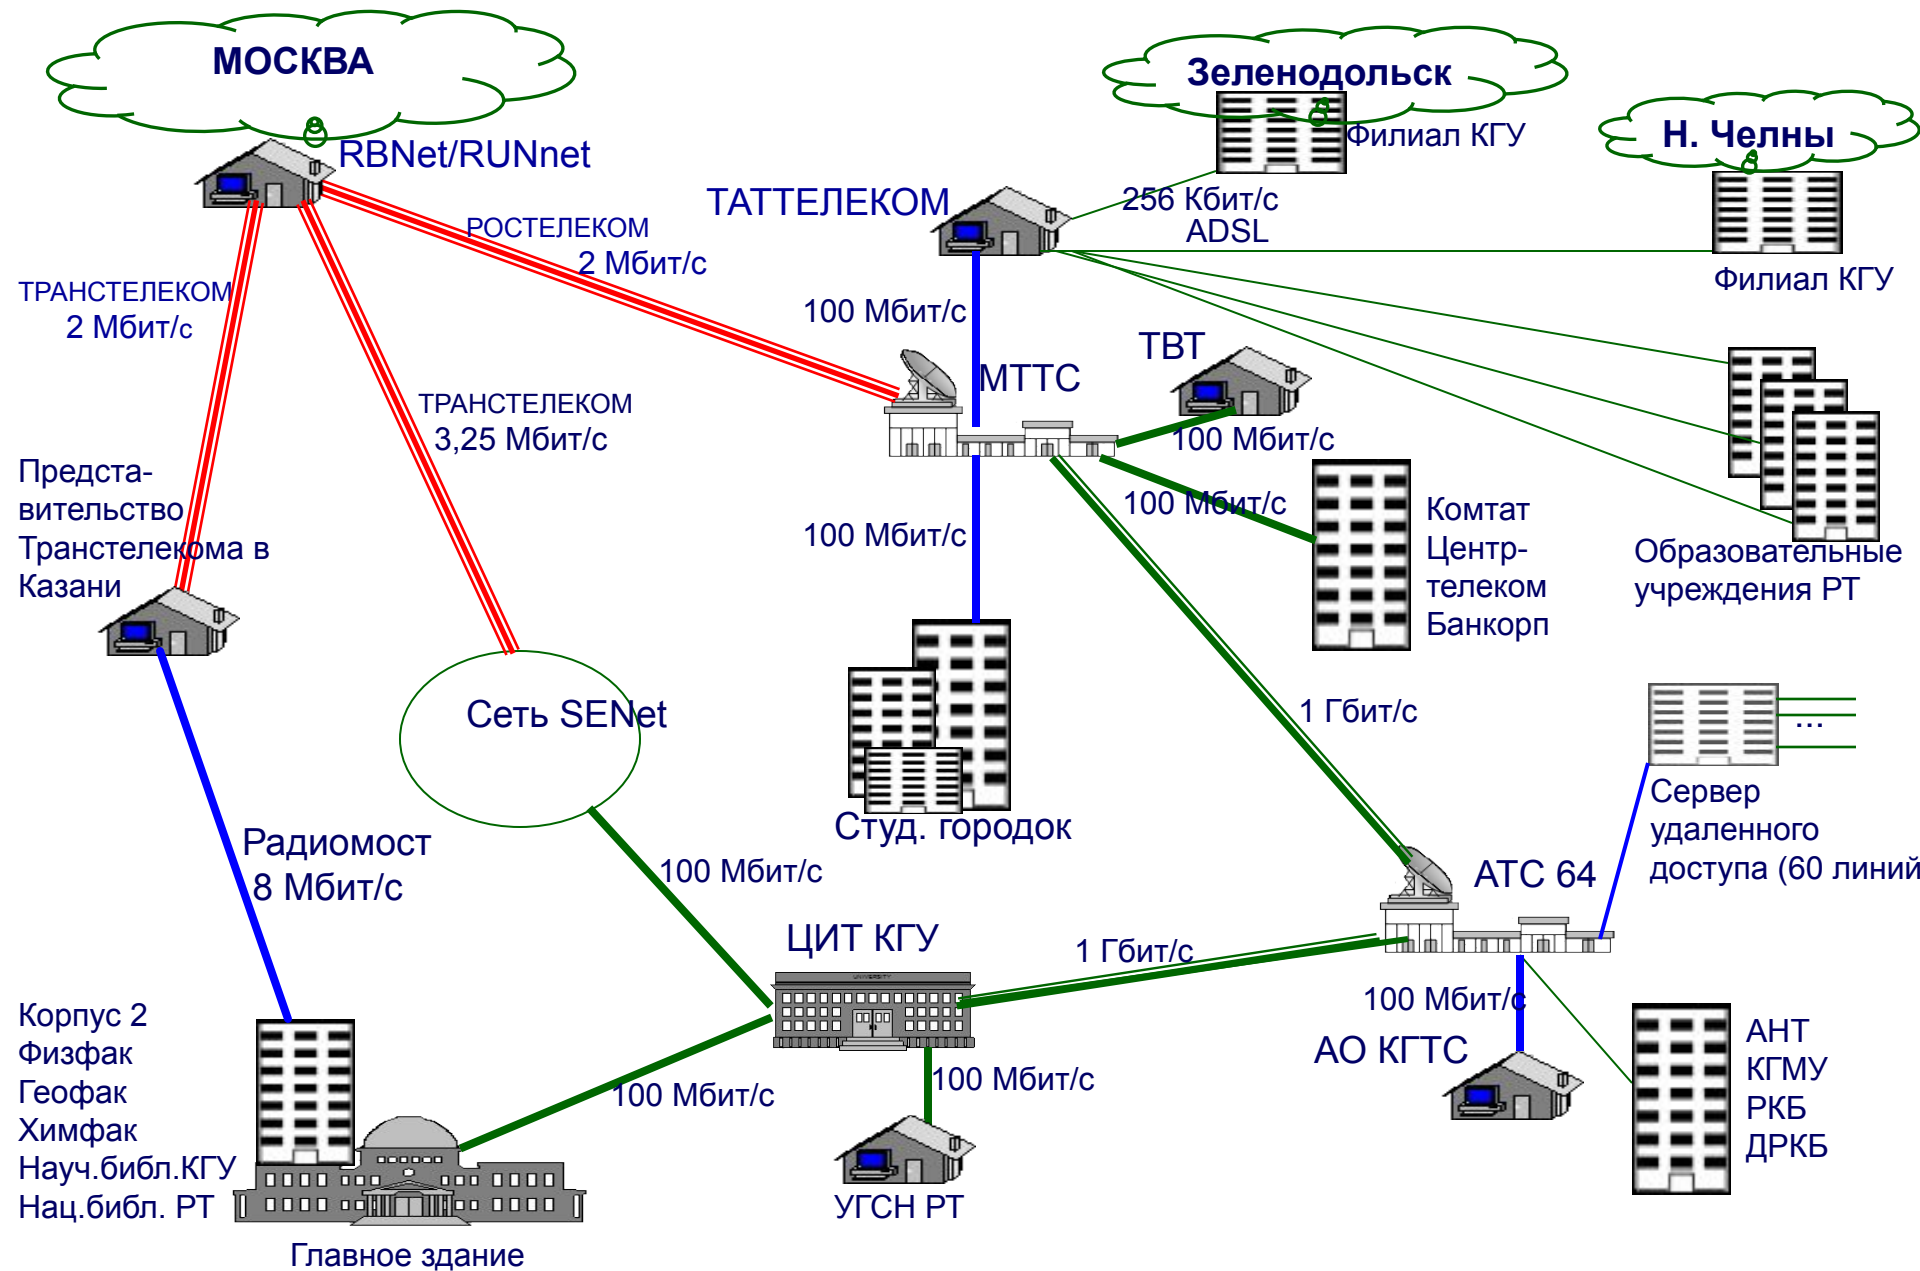 МОСКВА
RBNet/RUNnet
Зеленодольск
Филиал КГУ
Н. Челны
Филиал КГУ
ТАТТЕЛЕКОМ
256 Кбит/с
ADSL
РОСТЕЛЕКОМ
2 Мбит/с
ТРАНСТЕЛЕКОМ
2 Мбит/с
100 Мбит/с
ТВТ
МТТС
100 Мбит/с
ТРАНСТЕЛЕКОМ
3,25 Мбит/с
Предста-
вительство
Транстелекома в
Казани
100 Мбит/с
100 Мбит/с
Комтат
Центр-
телеком
Банкорп
Образовательные
учреждения РТ
Сеть SENet
1 Гбит/с
...
Сервер
удаленного
доступа (60 линий
Студ. городок
Радиомост
8 Мбит/с
100 Мбит/с
АТС 64
ЦИТ КГУ
UNIVERSITY
1 Гбит/с
100 Мбит/с
АО КГТС
АНТ
КГМУ
РКБ
ДРКБ
Корпус 2
Физфак
Геофак
Химфак
Науч.библ.КГУ
Нац.библ. РТ
100 Мбит/с
100 Мбит/с
УГСН РТ
Главное здание